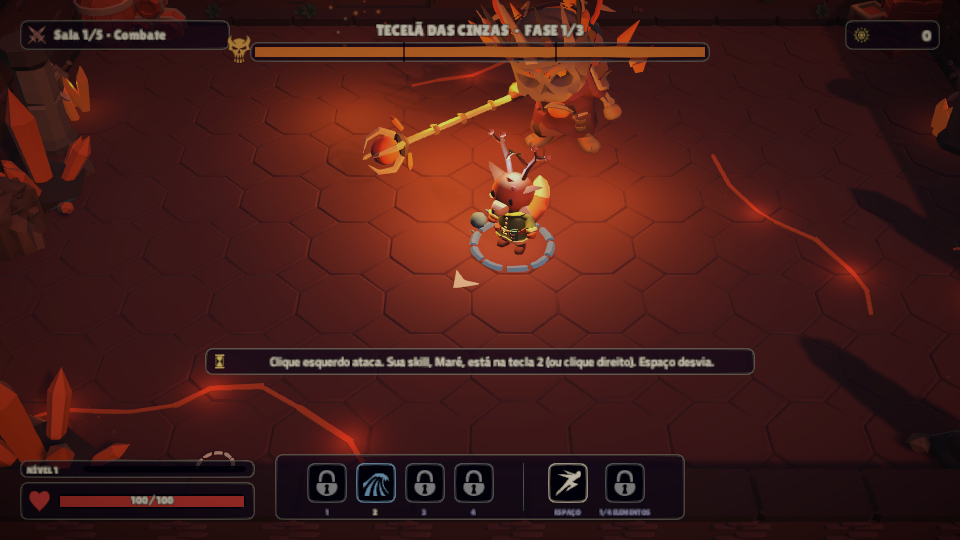 Sala 1/5 - Combate
TECELÃ DAS CINZAS - FASE 1/3
0
Clique esquerdo ataca. Sua skill, Maré, está na tecla 2 (ou clique direito). Espaço desvia.
NÍVEL 1
100/100
1
2
3
4
ESPAÇO
1/4 ELEMENTOS